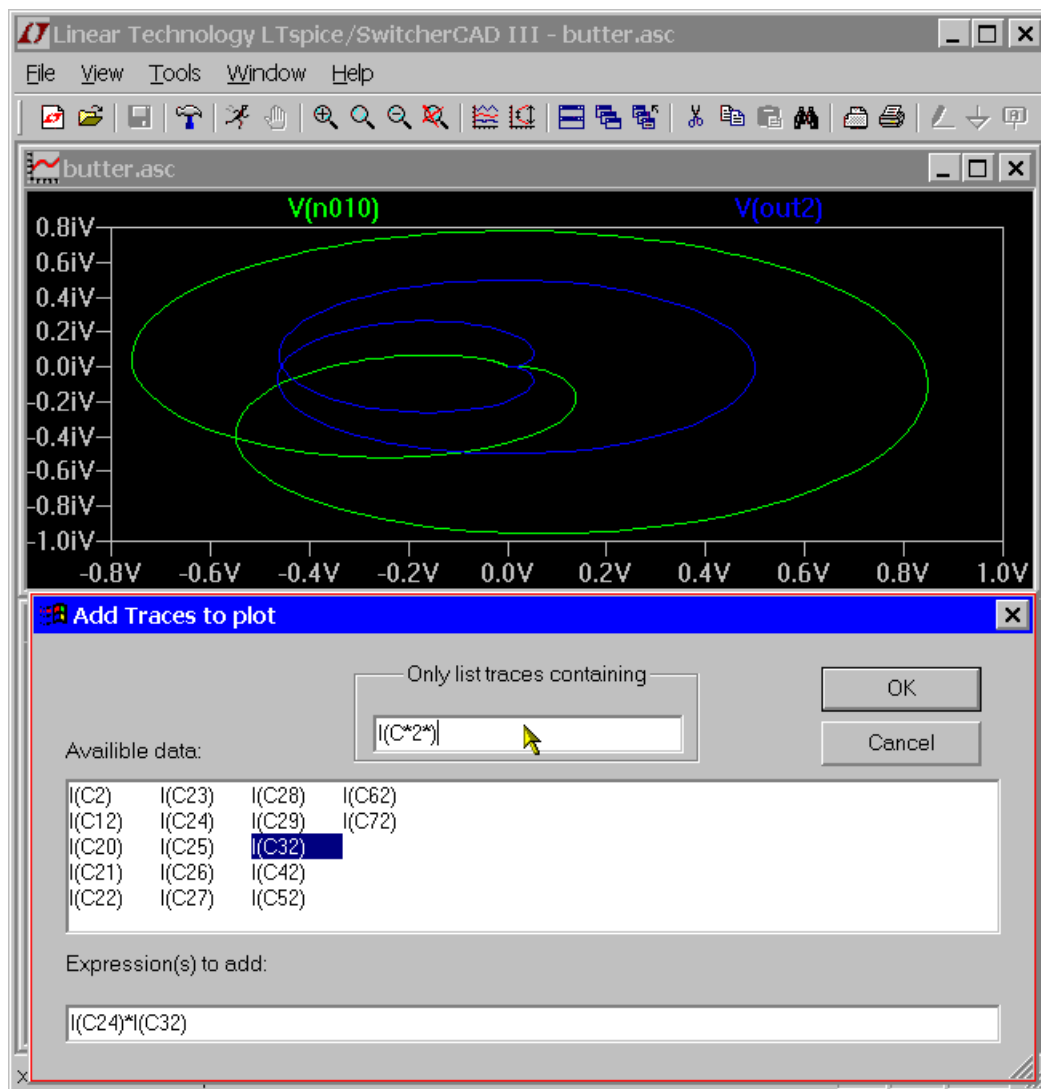 Linear Technology LTspice/SwitcherCAD III - butter.asc
File View Tools Window Help
butter.asc
V(n010) V(out2)
0.8iV
0.6iV
0.4iV
0.2iV
0.0iV
-0.2iV
-0.4iV
-0.6iV
-0.8iV
-1.0iV
-0.8V -0.6V -0.4V -0.2V 0.0V 0.2V 0.4V 0.6V 0.8V 1.0V
Add Traces to plot
Only list traces containing
I(C*2*)
OK
Cancel
Availible data:
I(C2) I(C23) I(C28) I(C62)
I(C12) I(C24) I(C29) I(C72)
I(C20) I(C25) I(C32)
I(C21) I(C26) I(C42)
I(C22) I(C27) I(C52)
Expression(s) to add:
I(C24)*I(C32)
x